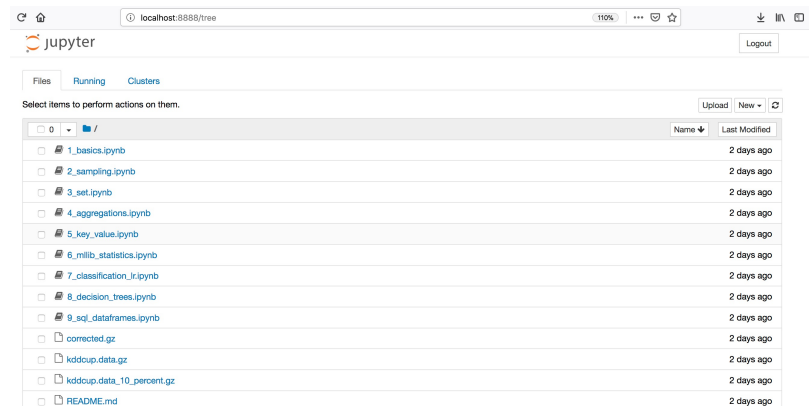 localhost:8888/tree
110%
jupyter
Logout
Files Running Clusters
Select items to perform actions on them.
Upload New
0 / Name Last Modified
1_basics.ipynb 2 days ago
2_sampling.ipynb 2 days ago
3_set.ipynb 2 days ago
4_aggregations.ipynb 2 days ago
5_key_value.ipynb 2 days ago
6_mllib_statistics.ipynb 2 days ago
7_classification_lr.ipynb 2 days ago
8_decision_trees.ipynb 2 days ago
9_sql_dataframes.ipynb 2 days ago
corrected.gz 2 days ago
kddcup.data.gz 2 days ago
kddcup.data_10_percent.gz 2 days ago
README.md 2 days ago